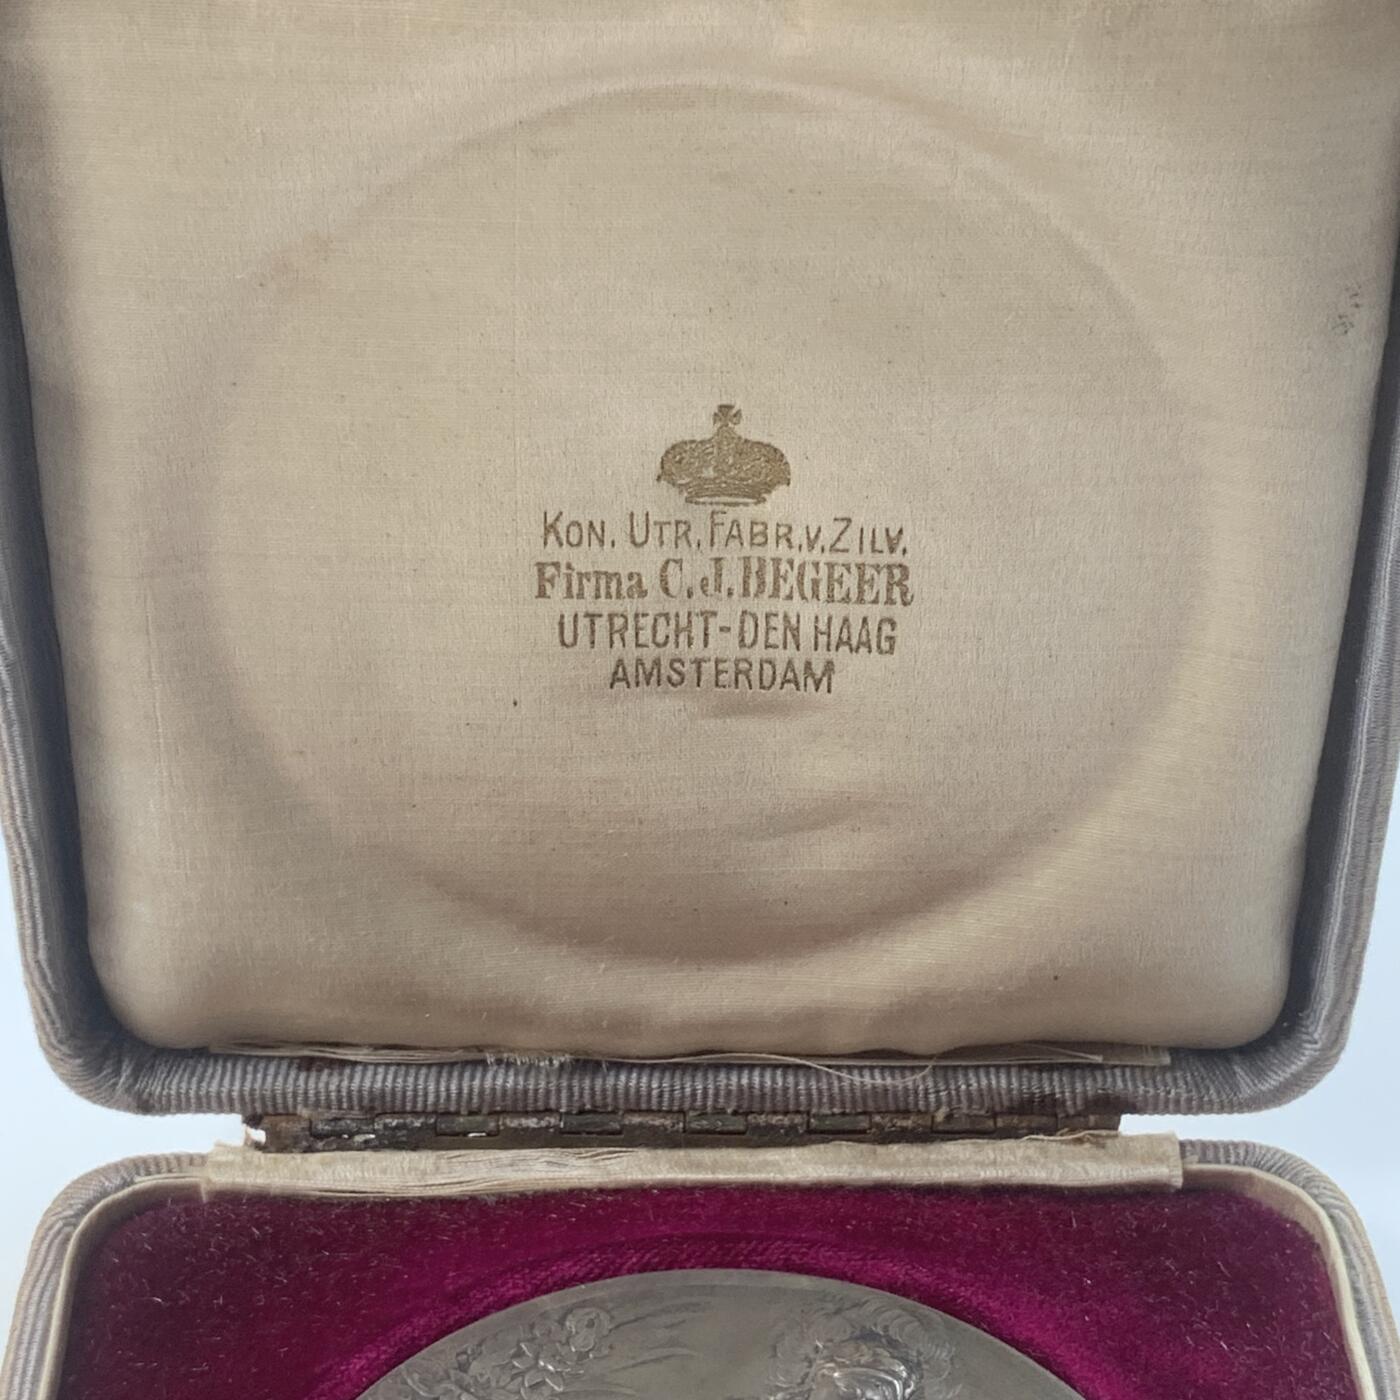 KON. UTR. FABR. V. ZILV.
Firma C. J. BEGEER
UTRECHT-DEN HAAG
AMSTERDAM